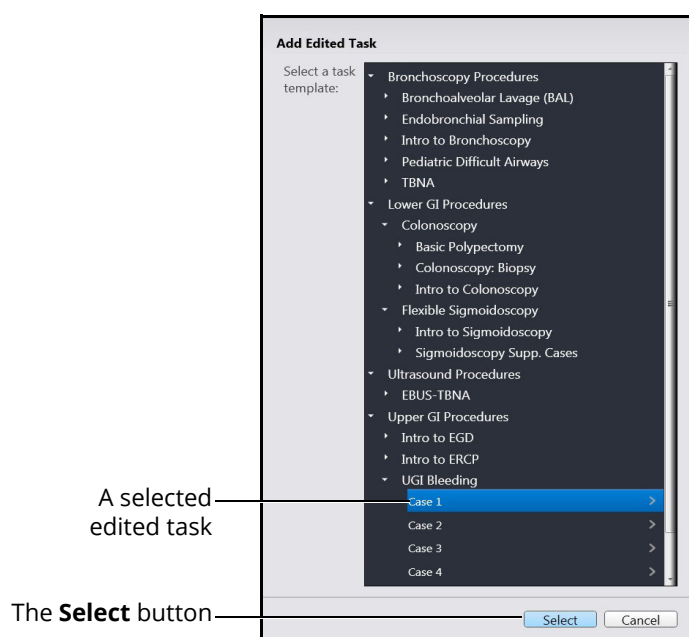 Add Edited Task
Select a task
template:
Bronchoscopy Procedures
Bronchoalveolar Lavage (BAL)
Endobronchial Sampling
Intro to Bronchoscopy
Pediatric Difficult Airways
TBNA
Lower GI Procedures
Colonoscopy
Basic Polypectomy
Colonoscopy: Biopsy
Intro to Colonoscopy
Flexible Sigmoidoscopy
Intro to Sigmoidoscopy
Sigmoidoscopy Supp. Cases
Ultrasound Procedures
EBUS-TBNA
Upper GI Procedures
Intro to EGD
Intro to ERCP
UGI Bleeding
Case 1
Case 2
Case 3
Case 4
A selected
edited task
The Select button
Select
Cancel